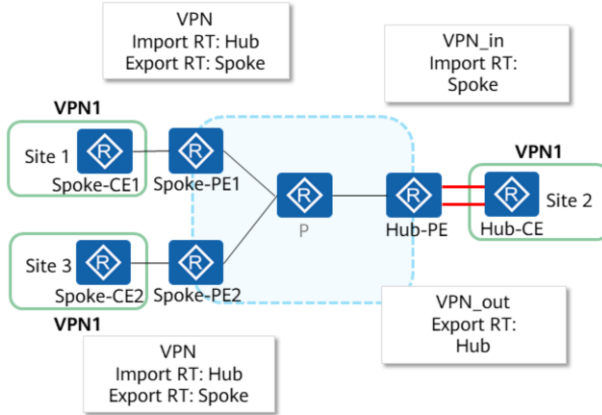 VPN
Import RT: Hub
Export RT: Spoke
VPN_in
Import RT:
Spoke
VPN1
VPN1
Site 1
R
R
Spoke-CE1
Spoke-PE1
R
P
R
Hub-PE
R
Hub-CE
Site 2
Site 3
R
R
Spoke-CE2
Spoke-PE2
VPN1
VPN_out
Export RT:
Hub
VPN
Import RT: Hub
Export RT: Spoke